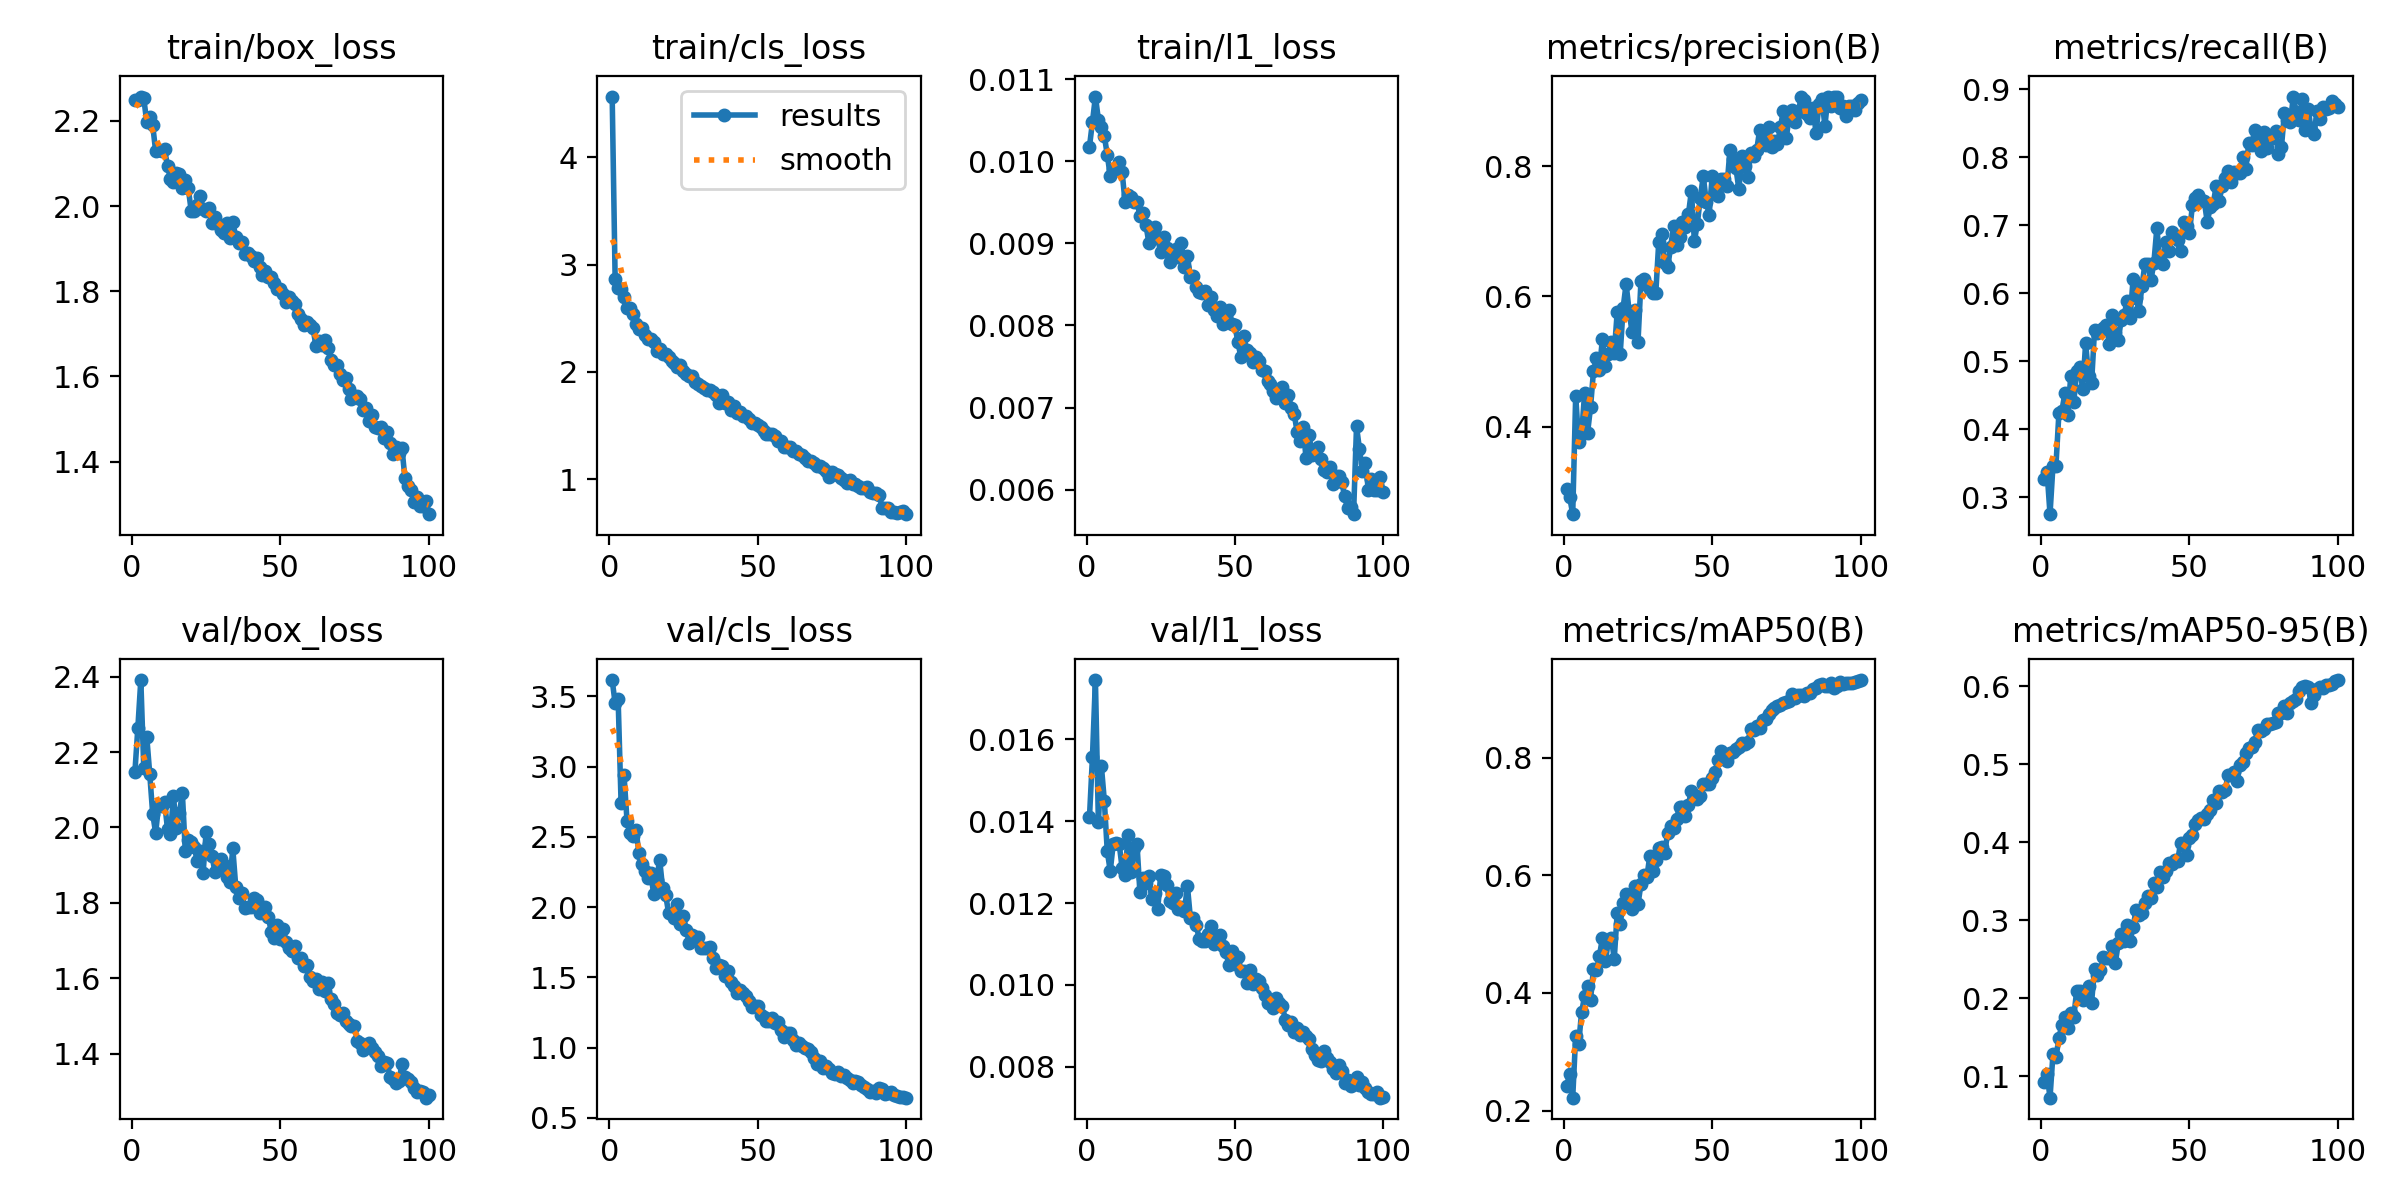 train/box_loss
2.2
2.0
1.8
1.6
1.4
0 50 100
train/cls_loss
results
smooth
4
3
2
1
0 50 100
train/l1_loss
0.011
0.010
0.009
0.008
0.007
0.006
0 50 100
metrics/precision(B)
0.8
0.6
0.4
0 50 100
metrics/recall(B)
0.9
0.8
0.7
0.6
0.5
0.4
0.3
0 50 100
val/box_loss
2.4
2.2
2.0
1.8
1.6
1.4
0 50 100
val/cls_loss
3.5
3.0
2.5
2.0
1.5
1.0
0.5
0 50 100
val/l1_loss
0.016
0.014
0.012
0.010
0.008
0 50 100
metrics/mAP50(B)
0.8
0.6
0.4
0.2
0 50 100
metrics/mAP50-95(B)
0.6
0.5
0.4
0.3
0.2
0.1
0 50 100